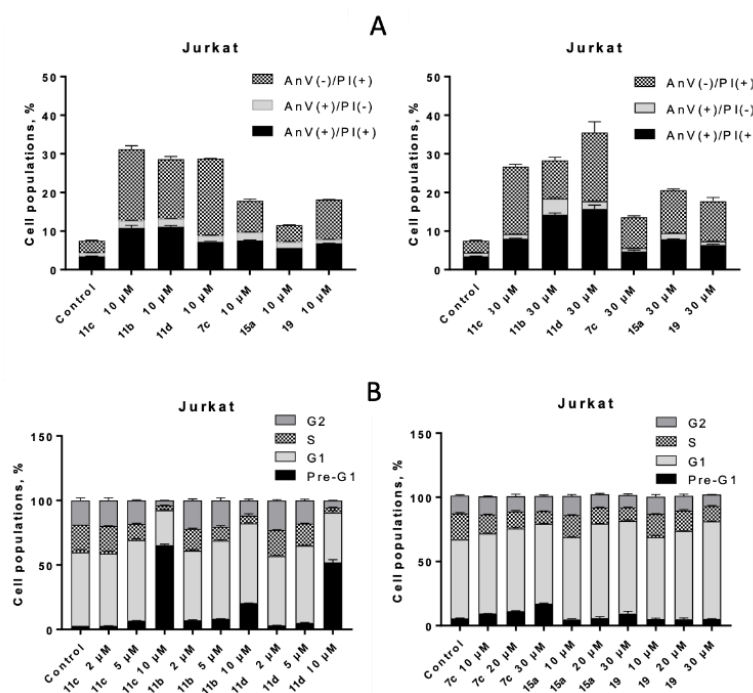 A
Jurkat
Cell populations, %
50
40
30
20
10
0
AnV(-)/PI(+)
AnV(+)/PI(-)
AnV(+)/PI(+)
Control
11c 10 µM
11b 10 µM
11d 10 µM
7c 10 µM
15a 10 µM
19 10 µM
Jurkat
Cell populations, %
50
40
30
20
10
0
AnV(-)/PI(+)
AnV(+)/PI(-)
AnV(+)/PI(+
Control
11c 30 µM
11b 30 µM
11d 30 µM
7c 30 µM
15a 30 µM
19 30 µM
B
Jurkat
Cell populations, %
150
100
50
0
G2
S
G1
Pre-G1
Control
11c 2 µM
11c 5 µM
11c 10 µM
11b 2 µM
11b 5 µM
11b 10 µM
11d 2 µM
11d 5 µM
11d 10 µM
Jurkat
Cell populations, %
150
100
50
0
G2
S
G1
Pre-G1
Control
7c 10 µM
7c 20 µM
7c 30 µM
15a 10 µM
15a 20 µM
15a 30 µM
19 10 µM
19 20 µM
19 30 µM